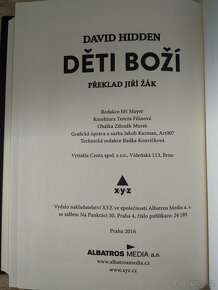 DAVID HIDDEN
DĚTI BOŽÍ
PŘEKLAD JIŘÍ ŽÁK
Redakce Jiří Mayer
Korektura Tereza Filinová
Obálka Zdeněk Mareš
Grafická úprava a sazba Jakub Karman, Art007
Technická redakce Radka Konvičková
Vytiskla Centa spol. s r.o., Vídeňská 113, Brno
x·y·z
Vydalo nakladatelství XYZ ve společnosti Albatros Media a. s.
se sídlem Na Pankráci 30, Praha 4, číslo publikace 24 189
Praha 2016
ALBATROS MEDIA a.s.
www.albatrosmedia.cz
www.xyz.cz